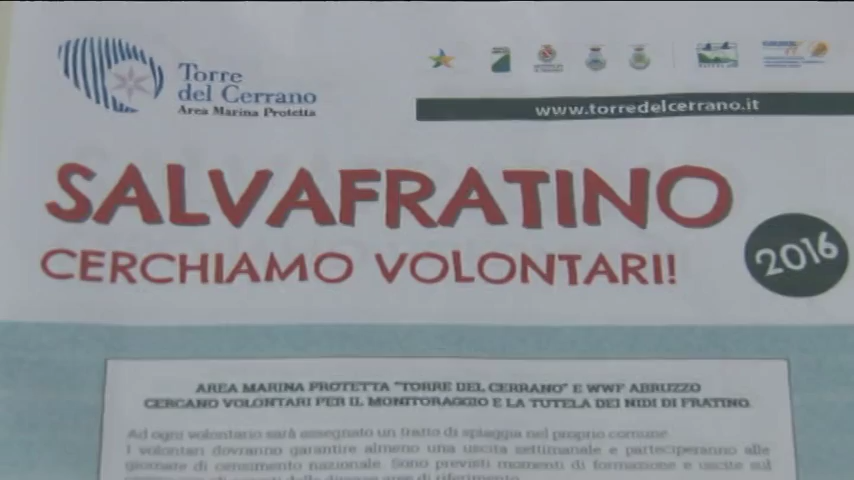 Torre
del Cerrano
Area Marina Protetta
www.torredelcerrano.it
SALVAFRATINO
CERCHIAMO VOLONTARI!
2016
AREA MARINA PROTETTA "TORRE DEL CERRANO" E WWF ABRUZZO
CERCANO VOLONTARI PER IL MONITORAGGIO E LA TUTELA DEI NIDI DI FRATINO.
Ad ogni volontario sarà assegnato un tratto di spiaggia nel proprio comune.
I volontari dovranno garantire almeno una uscita settimanale e parteciperanno alle
giornate di censimento nazionale. Sono previsti momenti di formazione e uscite sul